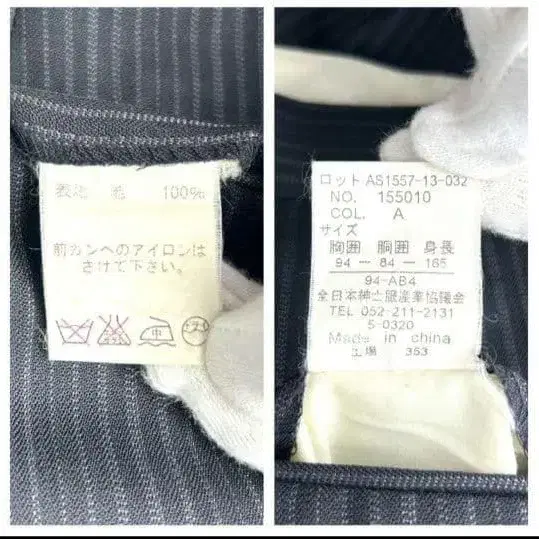 表地 毛 100%
前カンへのアイロンは
さけて下さい。
中
ロット AS1557-13-032
NO. 155010
COL. A
サイズ
胸囲 胴囲 身長
94 - 84 - 165
94-AB4
全日本紳士服産業協議会
TEL 052-211-2131
S-0320
Made in china
工場 353